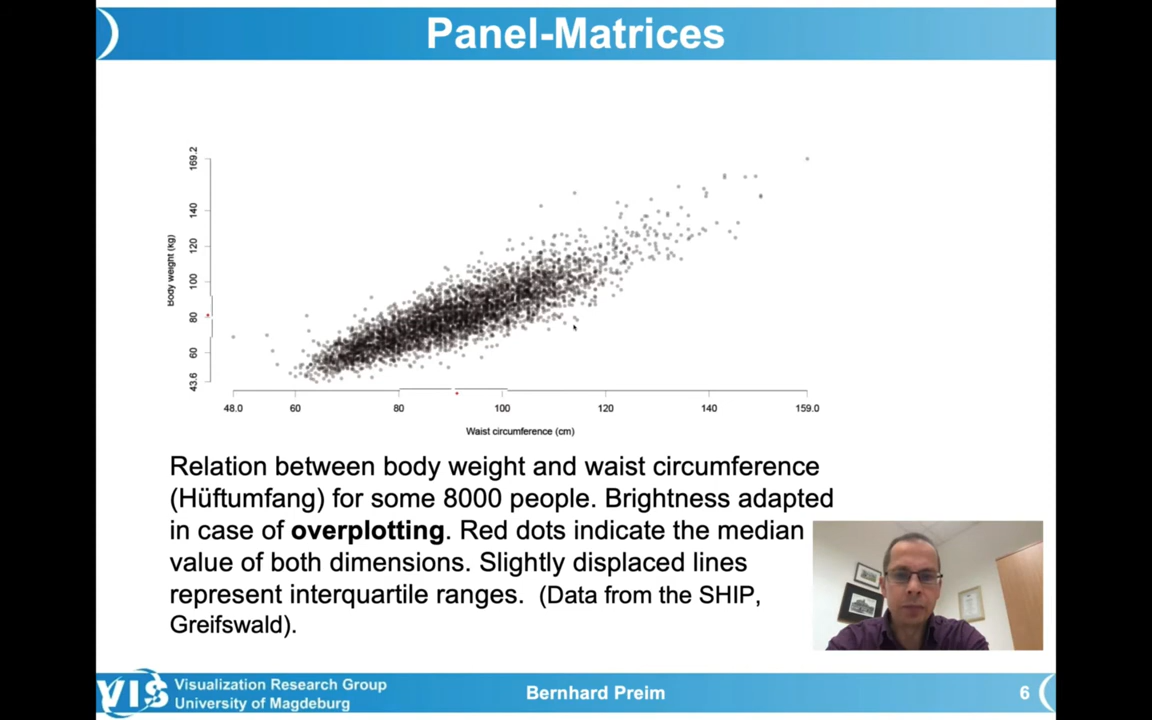 Panel-Matrices
169.2
140
120
100
80
60
43.6
Body weight (kg)
48.0 60 80 100 120 140 159.0
Waist circumference (cm)
Relation between body weight and waist circumference
(Hüftumfang) for some 8000 people. Brightness adapted
in case of overplotting. Red dots indicate the median
value of both dimensions. Slightly displaced lines
represent interquartile ranges. (Data from the SHIP,
Greifswald).
VIS
Visualization Research Group
University of Magdeburg
Bernhard Preim
6